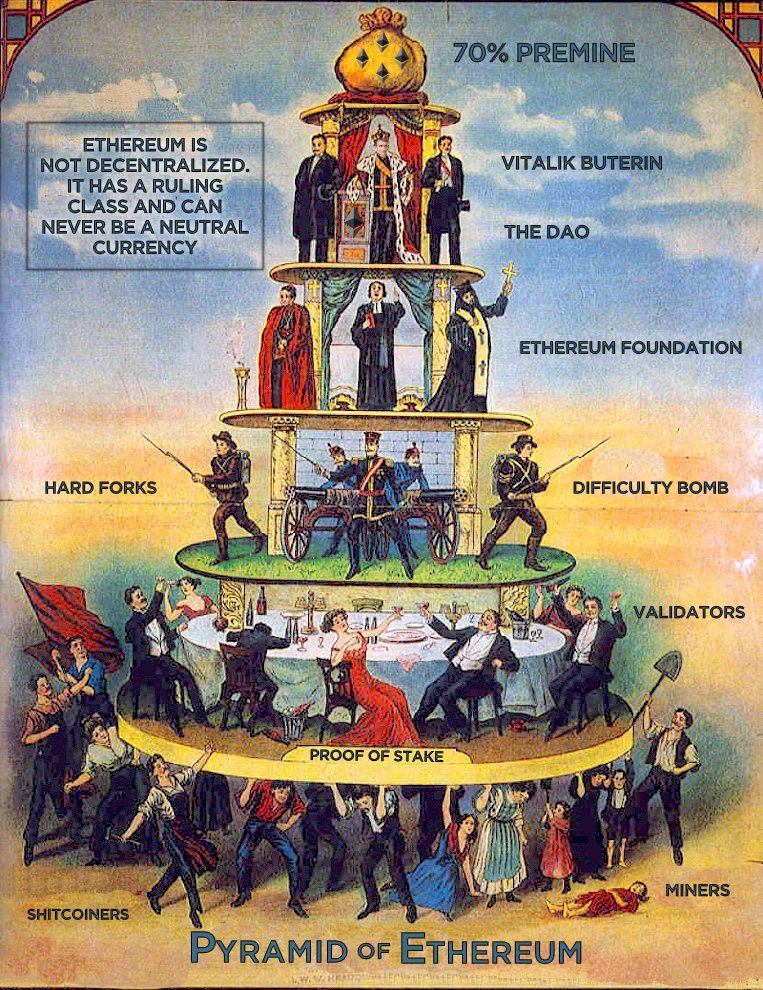 70% PREMINE
ETHEREUM IS
NOT DECENTRALIZED.
IT HAS A RULING
CLASS AND CAN
NEVER BE A NEUTRAL
CURRENCY
VITALIK BUTERIN
THE DAO
ETHEREUM FOUNDATION
HARD FORKS
DIFFICULTY BOMB
VALIDATORS
PROOF OF STAKE
MINERS
SHITCOINERS
PYRAMID OF ETHEREUM